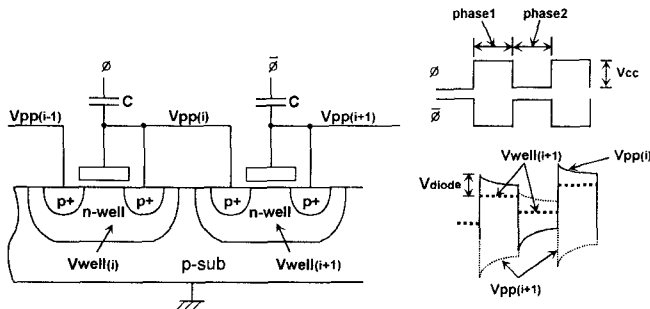 phase1 phase2
ø
Vcc
ø̅
ø
ø̅
C
C
Vpp(i-1)
Vpp(i)
Vpp(i+1)
p+
n-well
p+
p+
n-well
p+
Vwell(i)
p-sub
Vwell(i+1)
Vwell(i+1)
Vpp(i)
Vdiode
Vpp(i+1)